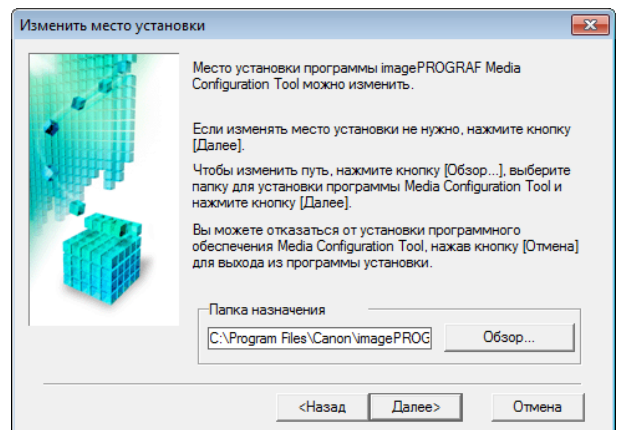 Изменить место установки
Место установки программы imagePROGRAF Media
Configuration Tool можно изменить.
Если изменять место установки не нужно, нажмите кнопку
[Далее].
Чтобы изменить путь, нажмите кнопку [Обзор...], выберите
папку для установки программы Media Configuration Tool и
нажмите кнопку [Далее].
Вы можете отказаться от установки программного
обеспечения Media Configuration Tool, нажав кнопку [Отмена]
для выхода из программы установки.
Папка назначения
C:\Program Files\Canon\imagePROG
Обзор...
<Назад
Далее>
Отмена